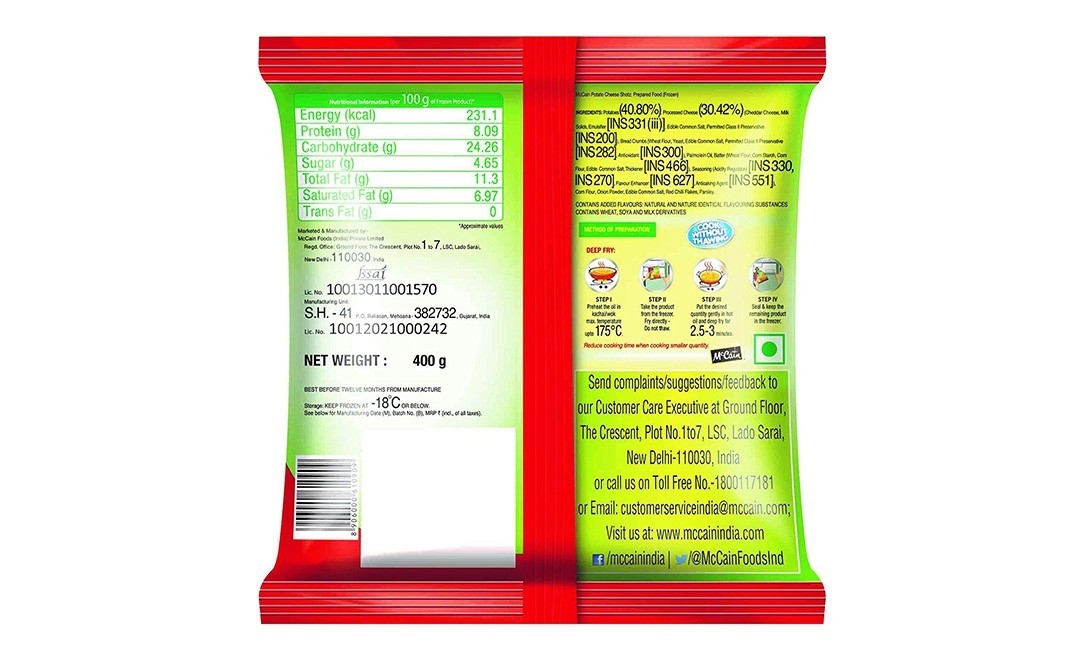 Nutritional Information (per 100 g of Frozen Product)*
Energy (kcal) 231.1
Protein (g) 8.09
Carbohydrate (g) 24.26
Sugar (g) 4.65
Total Fat (g) 11.3
Saturated Fat (g) 6.97
Trans Fat (g) 0
*Approximate values
Marketed & Manufactured by-
McCain Foods (India) Private Limited
Regd. Office: Ground Floor, The Crescent, Plot No.1 to 7, LSC, Lado Sarai,
New Delhi -110030, India
fssai
Lic. No. 10013011001570
Manufacturing Unit:
S.H. - 41 P.O. Baliasan, Mehsana- 382732, Gujarat, India
Lic. No. 10012021000242
NET WEIGHT : 400 g
BEST BEFORE TWELVE MONTHS FROM MANUFACTURE
Storage: KEEP FROZEN AT -18°C OR BELOW.
See below for Manufacturing Date (M), Batch No. (B), MRP ₹ (incl., of all taxes).
8 906000 610909
McCain Potato Cheese Shotz: Prepared Food (Frozen)
INGREDIENTS: Potatoes (40.80%), Processed Cheese (30.42%) (Cheddar Cheese, Milk
Solids, Emulsifier [INS331 (iii)], Edible Common Salt, Permitted Class II Preservative
[INS200], Bread Crumbs (Wheat Flour, Yeast, Edible Common Salt, Permitted Class II Preservative
[INS282], Antioxidant [INS300], Palmolein Oil, Batter (Wheat Flour, Corn Starch, Corn
Flour, Edible Common Salt, Thickener [INS466], Seasoning (Acidity Regulators [INS 330,
INS 270], Flavour Enhancer [INS 627], Anticaking Agent [INS551],
Corn Flour, Onion Powder, Edible Common Salt, Red Chilli Flakes, Parsley.
CONTAINS ADDED FLAVOURS: NATURAL AND NATURE IDENTICAL FLAVOURING SUBSTANCES
CONTAINS WHEAT, SOYA AND MILK DERIVATIVES
METHOD OF PREPARATION
COOK WITHOUT THAWING
DEEP FRY:
STEP I
Preheat the oil in
kadhai/wok
max. temperature
upto 175°C.
STEP II
Take the product
from the freezer.
Fry directly -
Do not thaw.
STEP III
Put the desired
quantity gently in hot
oil and deep fry for
2.5-3 minutes.
STEP IV
Seal & keep the
remaining product
in the freezer.
Reduce cooking time when cooking smaller quantity.
McCain
Send complaints/suggestions/feedback to
our Customer Care Executive at Ground Floor,
The Crescent, Plot No.1to7, LSC, Lado Sarai,
New Delhi-110030, India
or call us on Toll Free No.-1800117181
or Email: customerserviceindia@mccain.com;
Visit us at: www.mccainindia.com
f /mccainindia | /@McCainFoodsInd